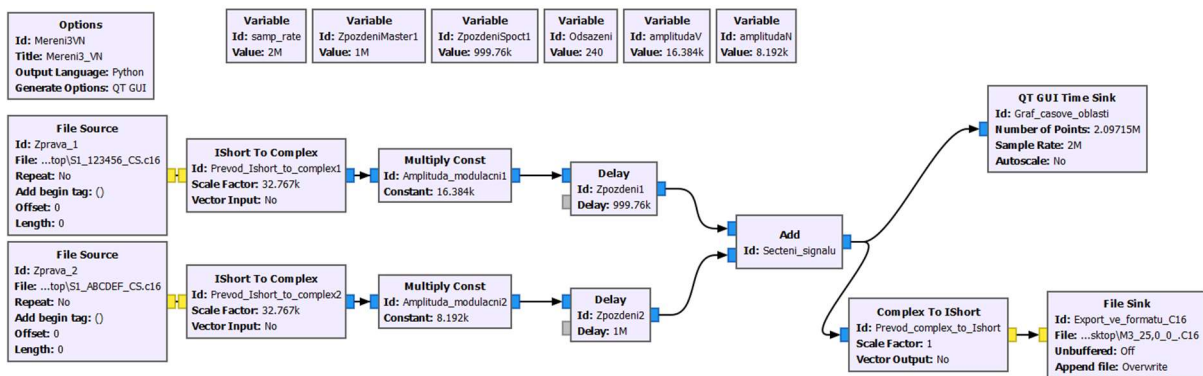 Options
Id: Mereni3VN
Title: Mereni3_VN
Output Language: Python
Generate Options: QT GUI
Variable
Id: samp_rate
Value: 2M
Variable
Id: ZpozdeniMaster1
Value: 1M
Variable
Id: ZpozdeniSpoct1
Value: 999.76k
Variable
Id: Odsazeni
Value: 240
Variable
Id: amplitudaV
Value: 16.384k
Variable
Id: amplitudaN
Value: 8.192k
File Source
Id: Zprava_1
File: ...top\S1_123456_CS.c16
Repeat: No
Add begin tag: ()
Offset: 0
Length: 0
IShort To Complex
Id: Prevod_Ishort_to_complex1
Scale Factor: 32.767k
Vector Input: No
Multiply Const
Id: Amplituda_modulacni1
Constant: 16.384k
Delay
Id: Zpozdeni1
Delay: 999.76k
File Source
Id: Zprava_2
File: ...top\S1_ABCDEF_CS.c16
Repeat: No
Add begin tag: ()
Offset: 0
Length: 0
IShort To Complex
Id: Prevod_Ishort_to_complex2
Scale Factor: 32.767k
Vector Input: No
Multiply Const
Id: Amplituda_modulacni2
Constant: 8.192k
Delay
Id: Zpozdeni2
Delay: 1M
Add
Id: Secteni_signalu
QT GUI Time Sink
Id: Graf_casove_oblasti
Number of Points: 2.09715M
Sample Rate: 2M
Autoscale: No
Complex To IShort
Id: Prevod_complex_to_Ishort
Scale Factor: 1
Vector Output: No
File Sink
Id: Export_ve_formatu_C16
File: ...sktop\M3_25,0_0_.C16
Unbuffered: Off
Append file: Overwrite